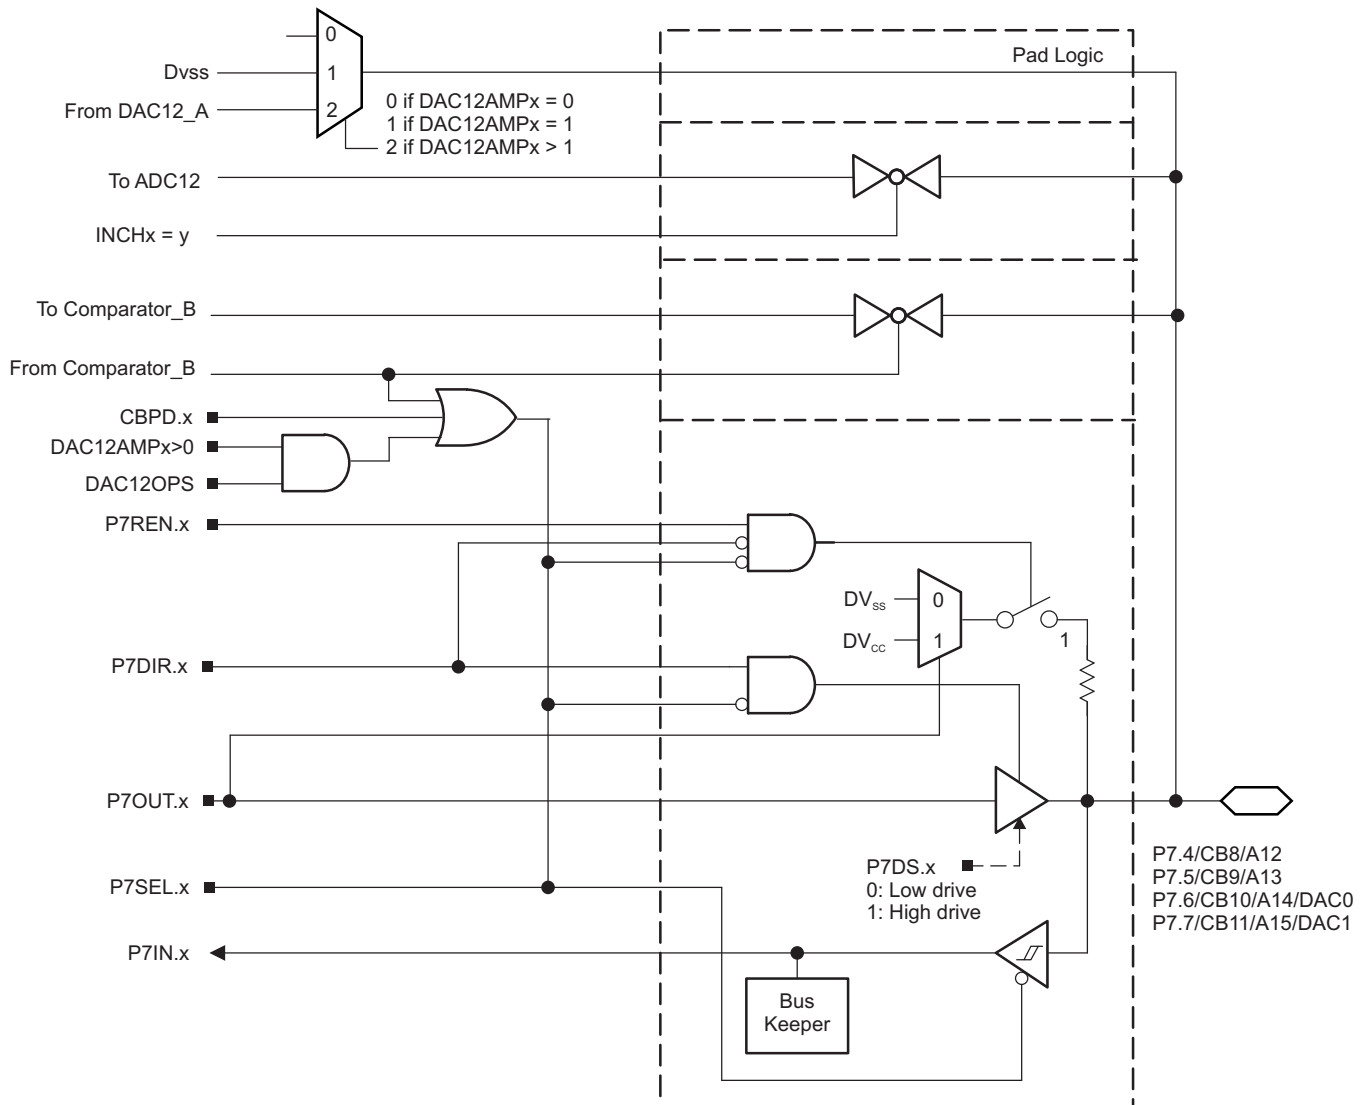 0
Pad Logic
Dvss
1
From DAC12_A
2
0 if DAC12AMPx = 0
1 if DAC12AMPx = 1
2 if DAC12AMPx > 1
To ADC12
INCHx = y
To Comparator_B
From Comparator_B
CBPD.x
DAC12AMPx>0
DAC12OPS
P7REN.x
DVSS
0
DVCC
1
1
P7DIR.x
P7OUT.x
P7DS.x
0: Low drive
1: High drive
P7.4/CB8/A12
P7.5/CB9/A13
P7.6/CB10/A14/DAC0
P7.7/CB11/A15/DAC1
P7SEL.x
P7IN.x
Bus
Keeper